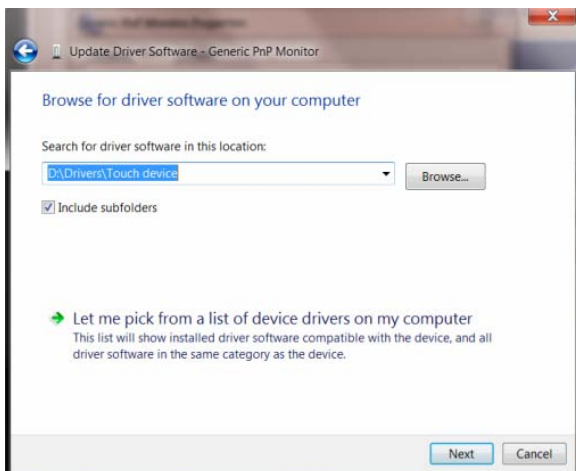 Update Driver Software - Generic PnP Monitor
Browse for driver software on your computer
Search for driver software in this location:
D:\Drivers\Touch device
Browse...
Include subfolders
Let me pick from a list of device drivers on my computer
This list will show installed driver software compatible with the device, and all
driver software in the same category as the device.
Next
Cancel